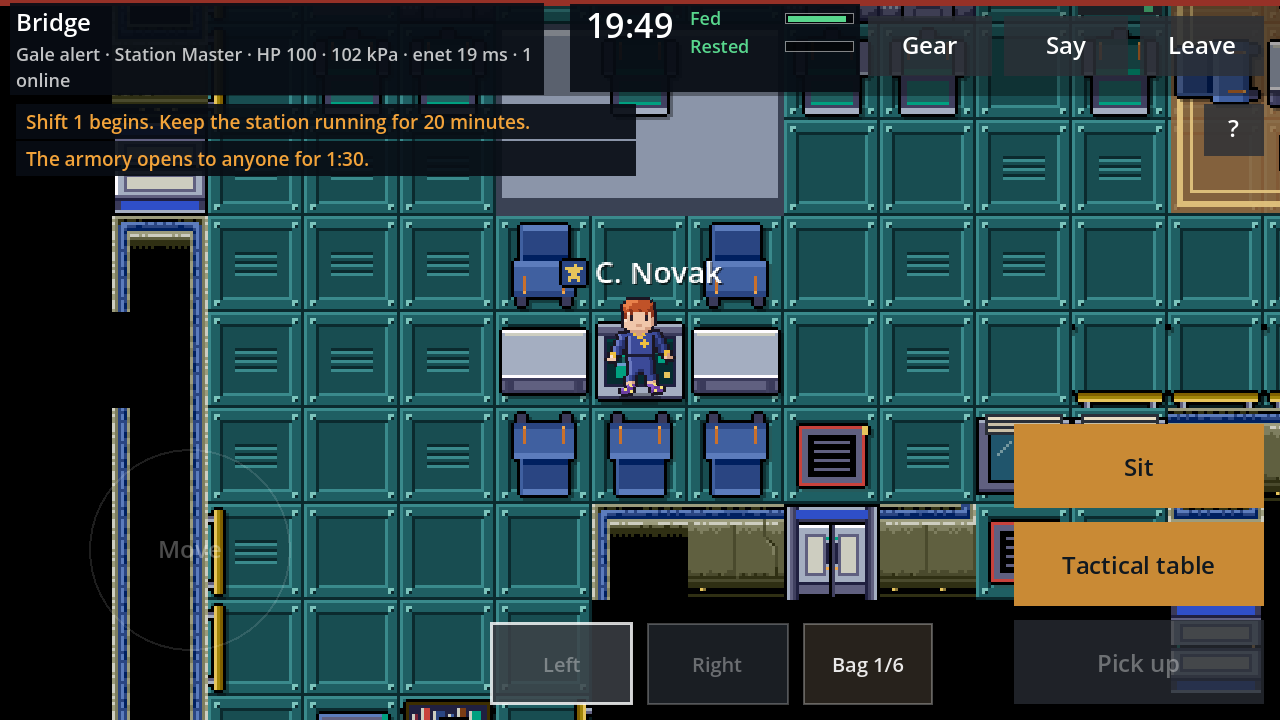 Bridge
Gale alert · Station Master · HP 100 · 102 kPa · enet 19 ms · 1
online
19:49
Fed
Rested
Gear
Say
Leave
?
Shift 1 begins. Keep the station running for 20 minutes.
The armory opens to anyone for 1:30.
C. Novak
Sit
Move
Tactical table
Left
Right
Bag 1/6
Pick up